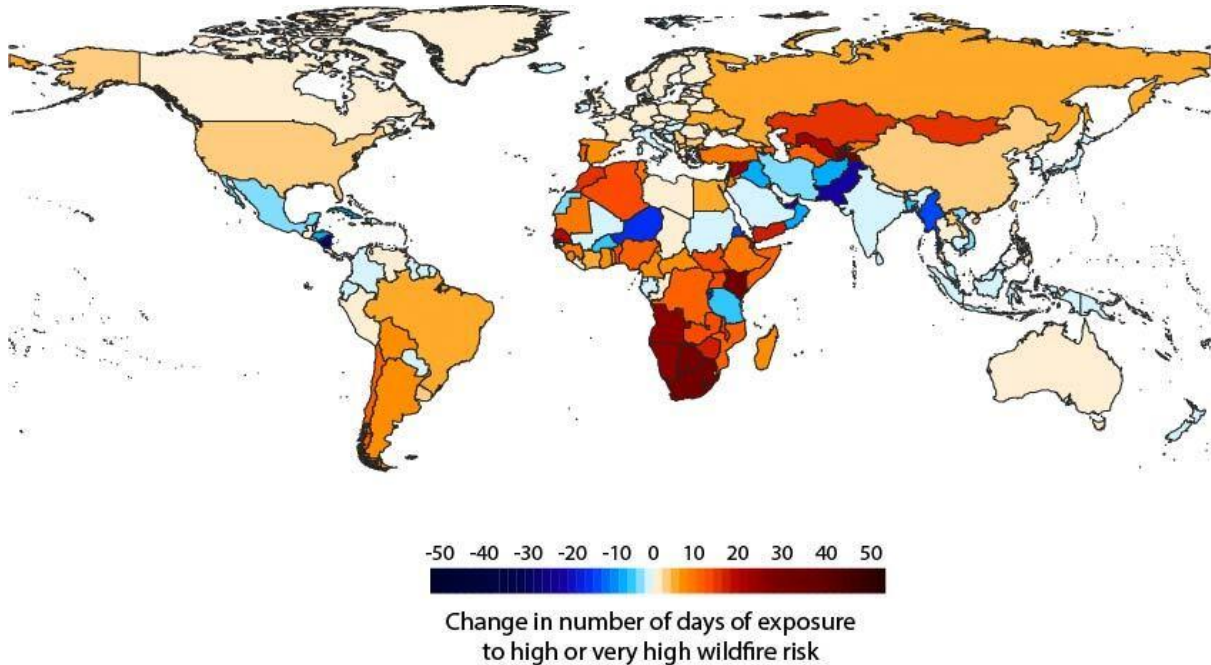 -50 -40 -30 -20 -10 0 10 20 30 40 50
Change in number of days of exposure
to high or very high wildfire risk